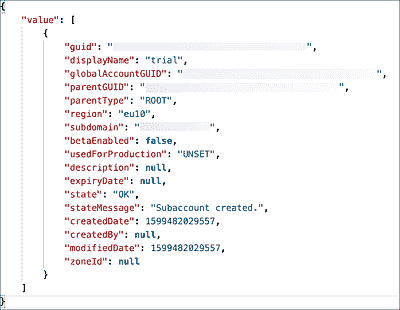 {
"value": [
{
"guid": "
"displayName": "trial",
"globalAccountGUID": " ",
"parentGUID": " ",
"parentType": "ROOT",
"region": "eu10",
"subdomain": " ",
"betaEnabled": false,
"usedForProduction": "UNSET",
"description": null,
"expiryDate": null,
"state": "OK",
"stateMessage": "Subaccount created.",
"createdDate": 1599482029557,
"createdBy": null,
"modifiedDate": 1599482029557,
"zoneId": null
}
]
}